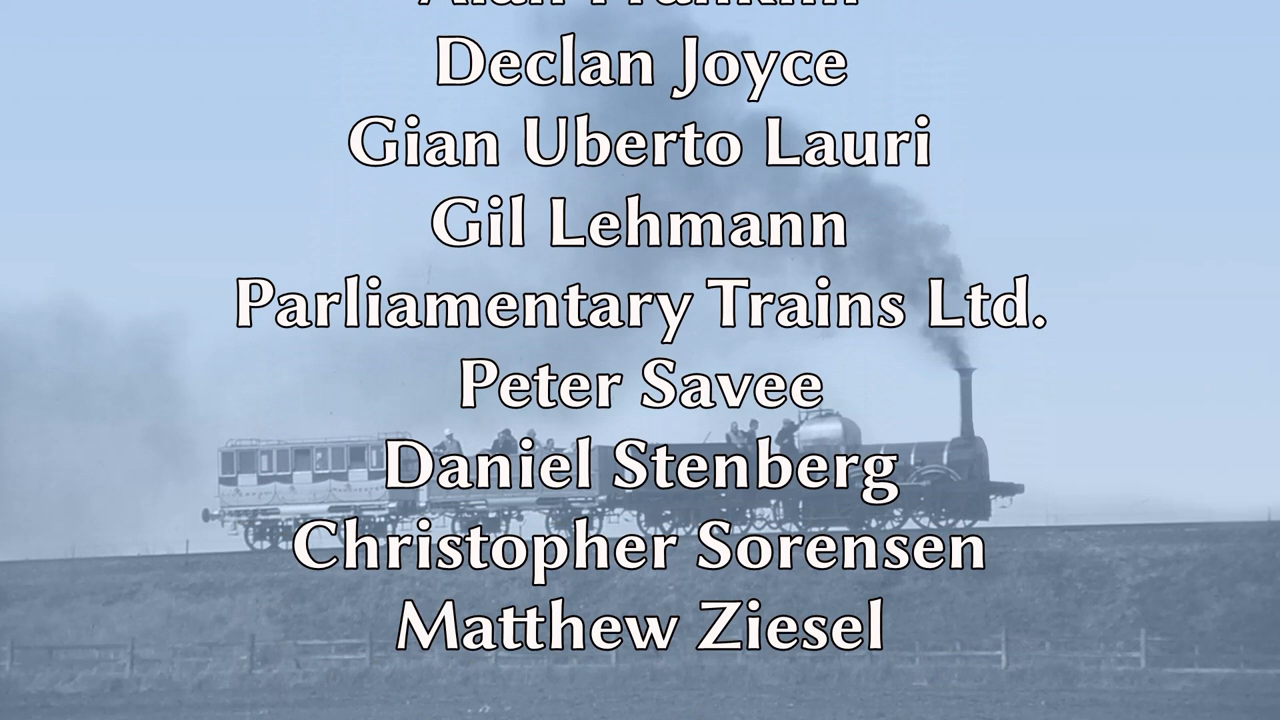 Declan Joyce
Gian Uberto Lauri
Gil Lehmann
Parliamentary Trains Ltd.
Peter Savee
Daniel Stenberg
Christopher Sorensen
Matthew Ziesel